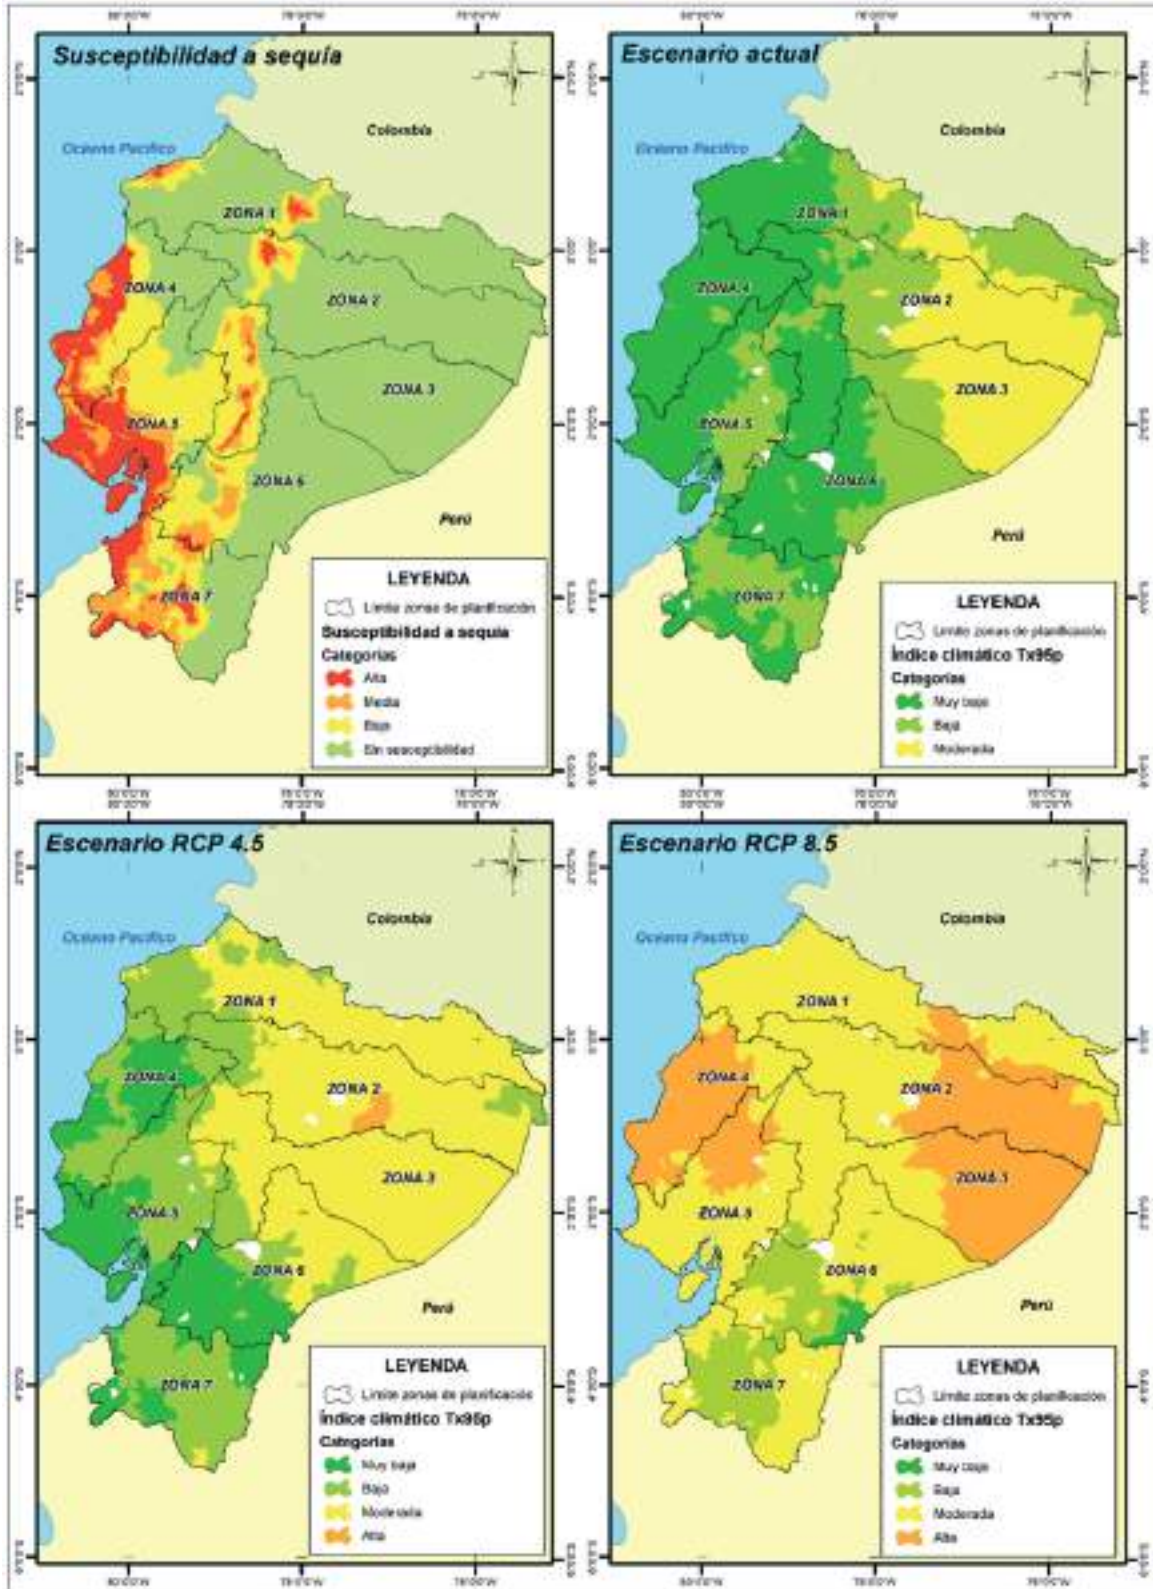 Susceptibilidad a sequía
Colombia
Océano Pacífico
ZONA 1
ZONA 4
ZONA 2
ZONA 3
ZONA 5
ZONA 6
Perú
ZONA 7
LEYENDA
Límite zonas de planificación
Susceptibilidad a sequía
Categorías
Alta
Media
Baja
Sin susceptibilidad
Escenario actual
Colombia
Océano Pacífico
ZONA 1
ZONA 4
ZONA 2
ZONA 3
ZONA 5
ZONA 6
Perú
ZONA 7
LEYENDA
Límite zonas de planificación
Índice climático Tx95p
Categorías
Muy baja
Baja
Moderada
Escenario RCP 4.5
Colombia
Océano Pacífico
ZONA 1
ZONA 4
ZONA 2
ZONA 3
ZONA 5
ZONA 6
Perú
ZONA 7
LEYENDA
Límite zonas de planificación
Índice climático Tx95p
Categorías
Muy baja
Baja
Moderada
Alta
Escenario RCP 8.5
Colombia
Océano Pacífico
ZONA 1
ZONA 4
ZONA 2
ZONA 3
ZONA 5
ZONA 6
Perú
ZONA 7
LEYENDA
Límite zonas de planificación
Índice climático Tx95p
Categorías
Muy baja
Baja
Moderada
Alta